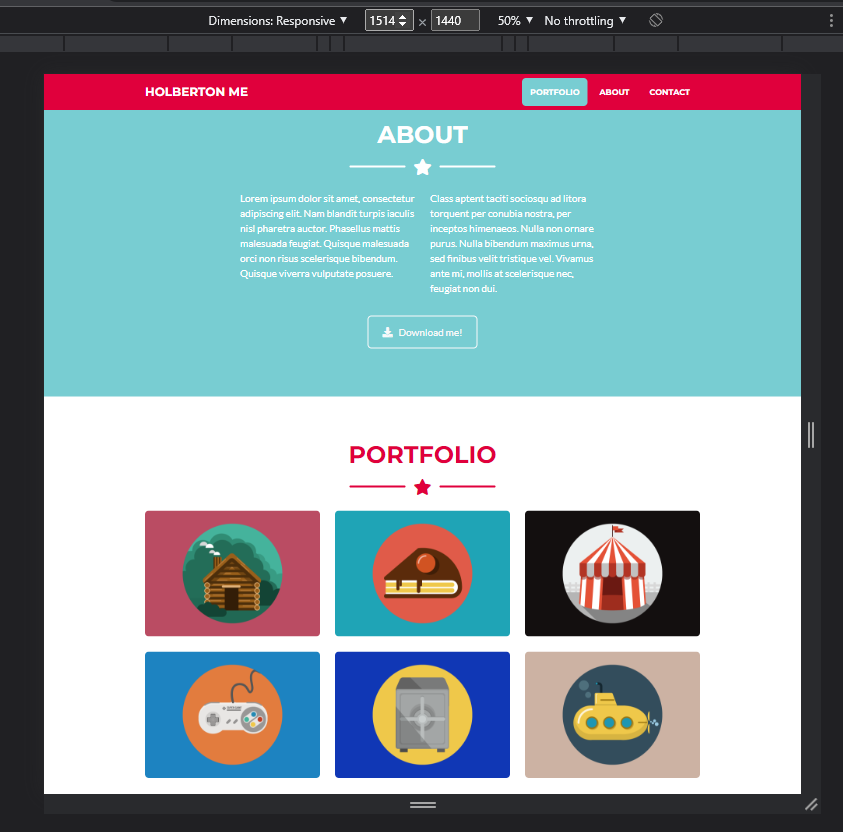 Dimensions: Responsive ▼ 1514 × 1440 50% ▼ No throttling ▼
HOLBERTON ME
PORTFOLIO ABOUT CONTACT
ABOUT
Lorem ipsum dolor sit amet, consectetur
adipiscing elit. Nam blandit turpis iaculis
nisl pharetra auctor. Phasellus mattis
malesuada feugiat. Quisque malesuada
orci non risus scelerisque bibendum.
Quisque viverra vulputate posuere.
Class aptent taciti sociosqu ad litora
torquent per conubia nostra, per
inceptos himenaeos. Nulla non ornare
purus. Nulla bibendum maximus urna,
sed finibus velit tristique vel. Vivamus
ante mi, mollis at scelerisque nec,
feugiat non dui.
Download me!
PORTFOLIO